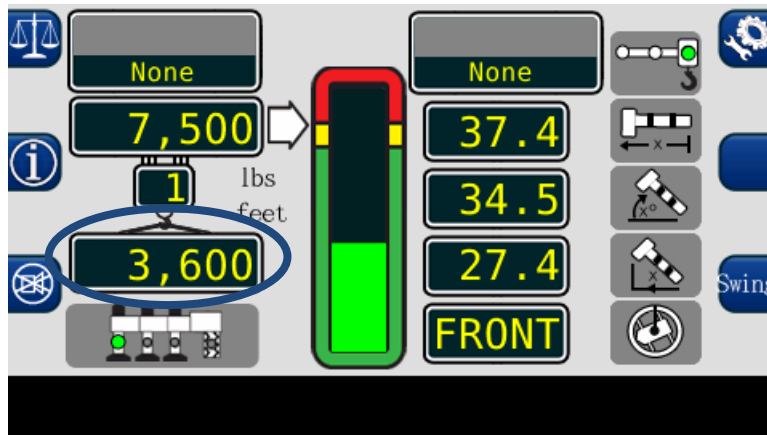 None
7,500
1
lbs
feet
3,600
None
37.4
34.5
27.4
FRONT
x
x°
x
Swing